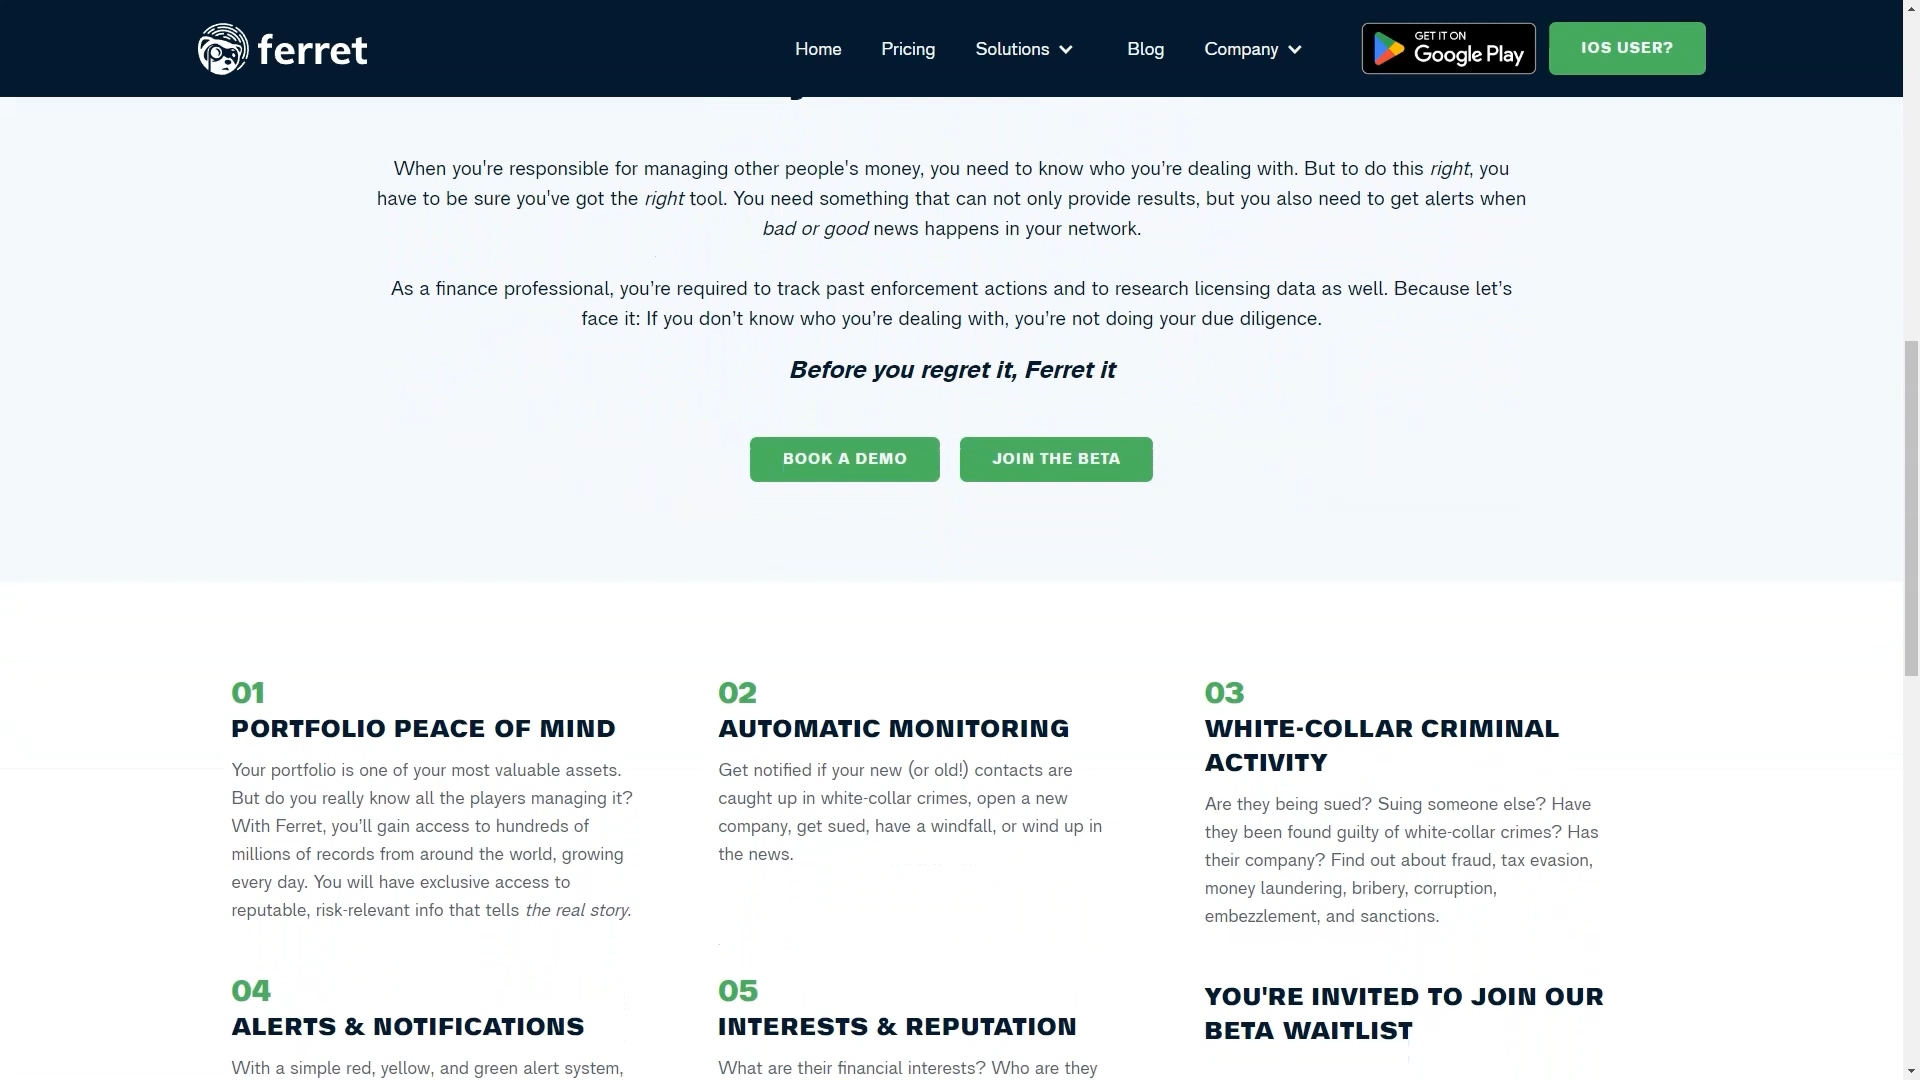 ferret
Home Pricing Solutions Blog Company GET IT ON Google Play IOS USER?
When you're responsible for managing other people's money, you need to know who you’re dealing with. But to do this right, you
have to be sure you've got the right tool. You need something that can not only provide results, but you also need to get alerts when
bad or good news happens in your network.
As a finance professional, you’re required to track past enforcement actions and to research licensing data as well. Because let’s
face it: If you don’t know who you’re dealing with, you’re not doing your due diligence.
Before you regret it, Ferret it
BOOK A DEMO JOIN THE BETA
01
PORTFOLIO PEACE OF MIND
Your portfolio is one of your most valuable assets.
But do you really know all the players managing it?
With Ferret, you’ll gain access to hundreds of
millions of records from around the world, growing
every day. You will have exclusive access to
reputable, risk-relevant info that tells the real story.
02
AUTOMATIC MONITORING
Get notified if your new (or old!) contacts are
caught up in white-collar crimes, open a new
company, get sued, have a windfall, or wind up in
the news.
03
WHITE-COLLAR CRIMINAL
ACTIVITY
Are they being sued? Suing someone else? Have
they been found guilty of white-collar crimes? Has
their company? Find out about fraud, tax evasion,
money laundering, bribery, corruption,
embezzlement, and sanctions.
04
ALERTS & NOTIFICATIONS
With a simple red, yellow, and green alert system,
05
INTERESTS & REPUTATION
What are their financial interests? Who are they
YOU'RE INVITED TO JOIN OUR
BETA WAITLIST